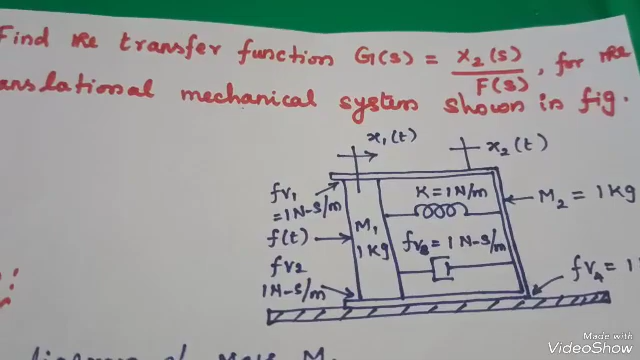 Find the transfer function G(s) = X₂(s) / F(s), for the
anslational mechanical system shown in fig.
x₁(t)
x₂(t)
fv₁
= 1N-S/m
K = 1N/m
M₂ = 1Kg
f(t)
M₁
1Kg
fv₃ = 1N-S/m
fv₂
1N-S/m
fv₄ = 1
Made with
VideoShow